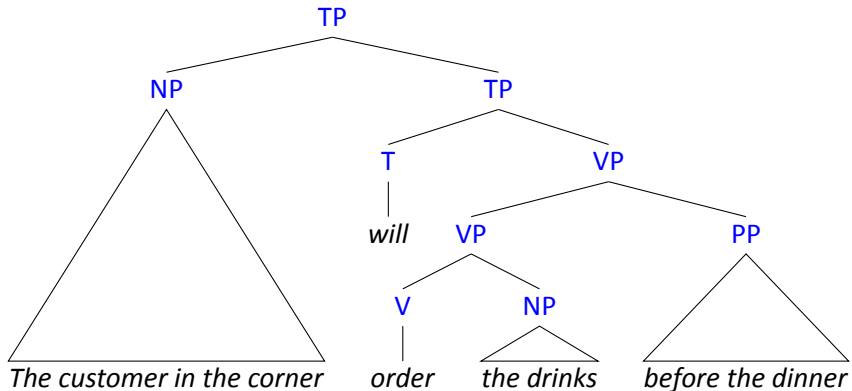 TP
NP TP
T VP
will VP PP
V NP
The customer in the corner order the drinks before the dinner